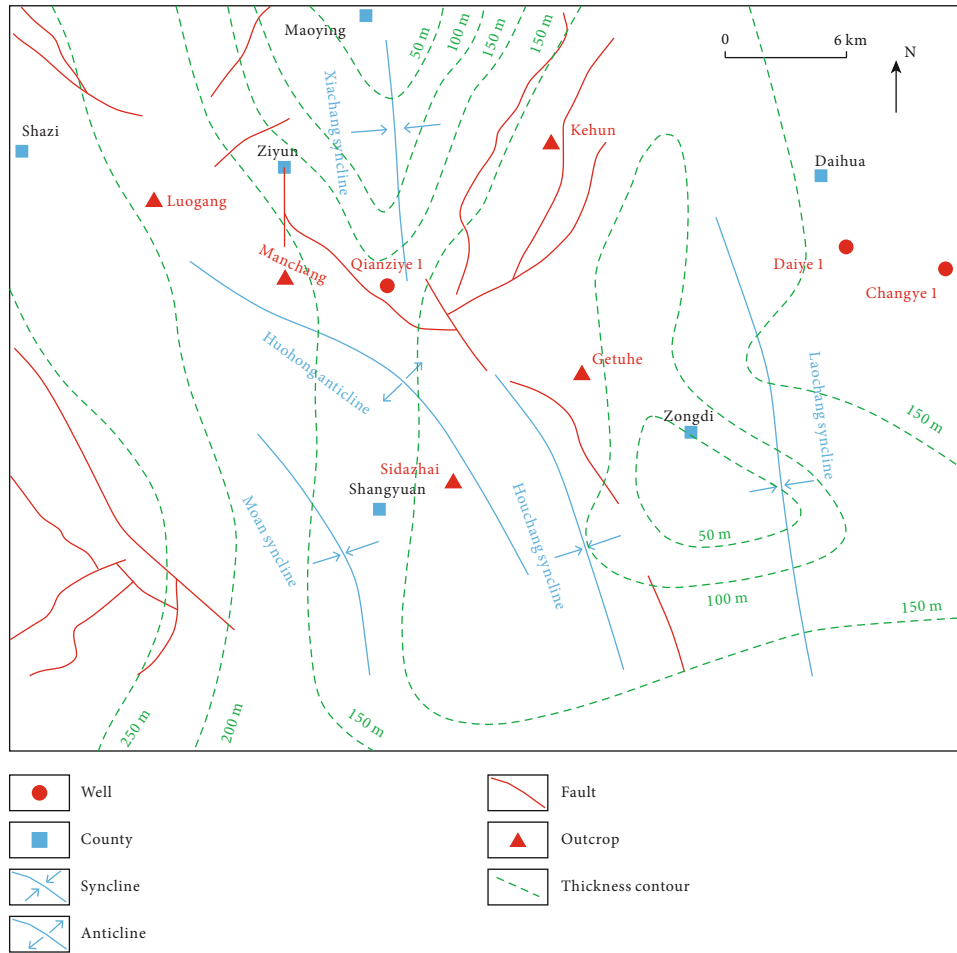 Maoying
50 m
100 m
150 m
150 m
0
6 km
N
Xiachang syncline
Shazi
Ziyun
Kehun
Daihua
Luogang
Manchang
Qianziye 1
Daiye 1
Changye 1
Huohong anticline
Getuhe
Laochang syncline
150 m
Zongdi
Sidazhai
Shangyuan
Moan syncline
Houchang syncline
50 m
100 m
150 m
250 m
200 m
150 m
Well
Fault
County
Outcrop
Syncline
Thickness contour
Anticline